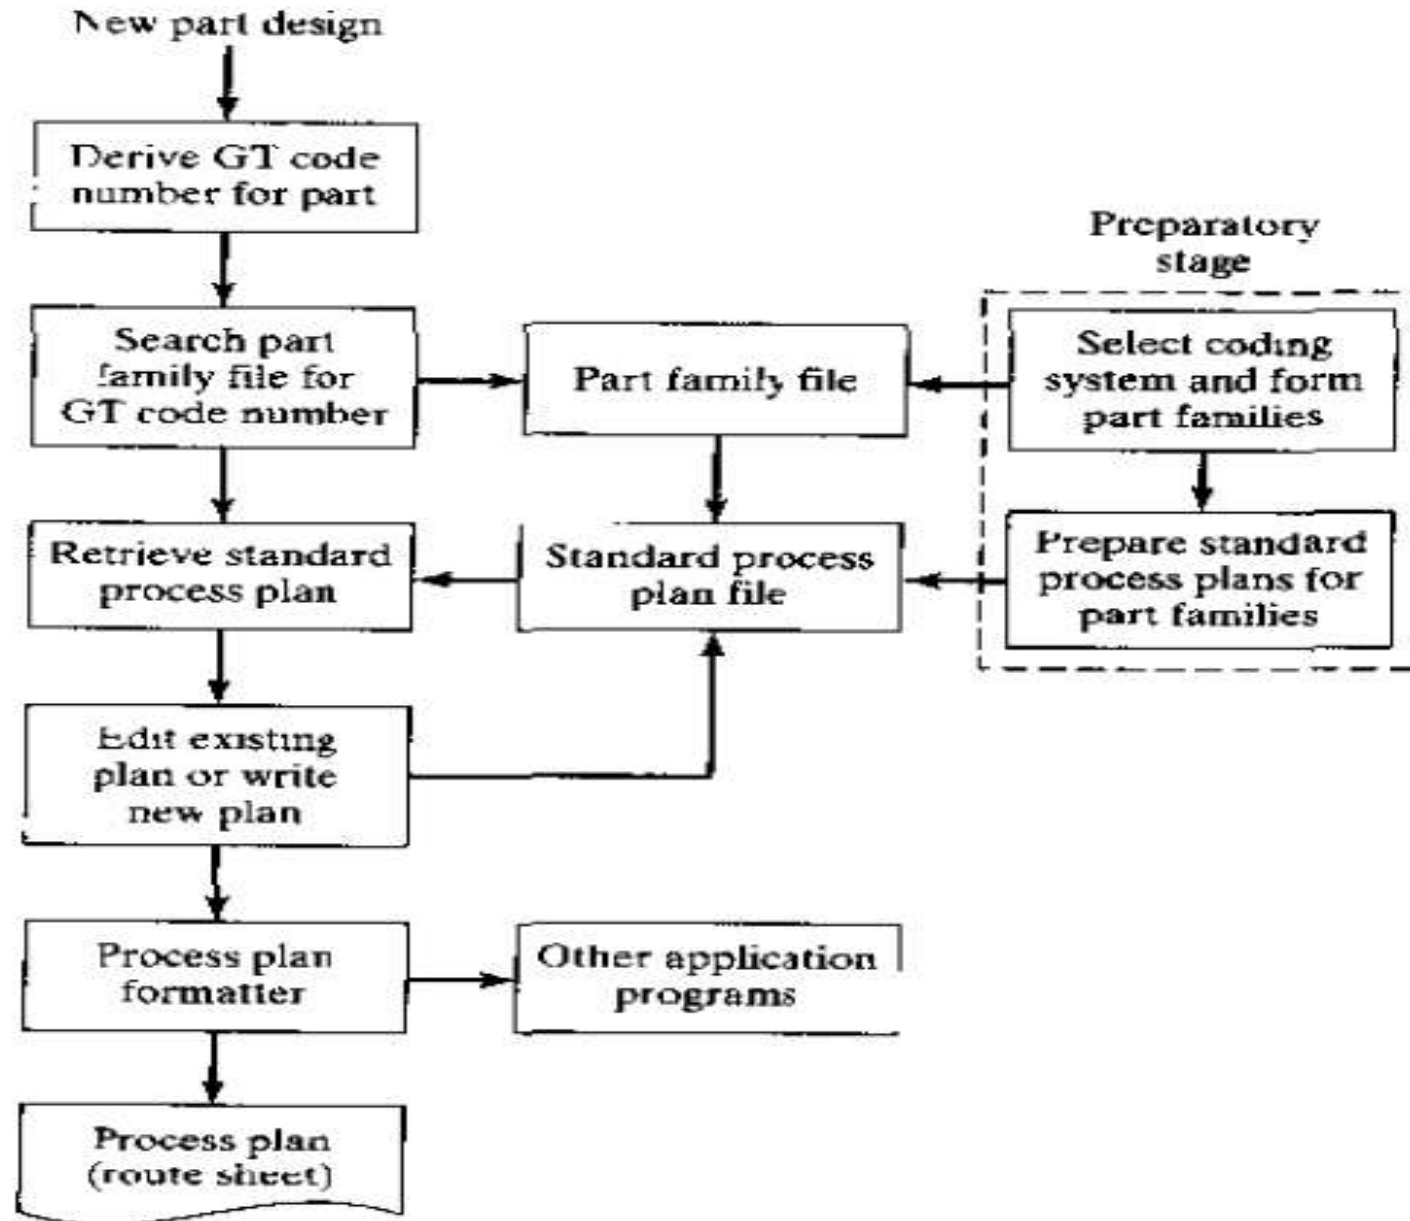 New part design
Derive GT code
number for part
Preparatory
stage
Search part
family file for
GT code number
Part family file
Select coding
system and form
part families
Retrieve standard
process plan
Standard process
plan file
Prepare standard
process plans for
part families
Edit existing
plan or write
new plan
Process plan
formatter
Other application
programs
Process plan
(route sheet)